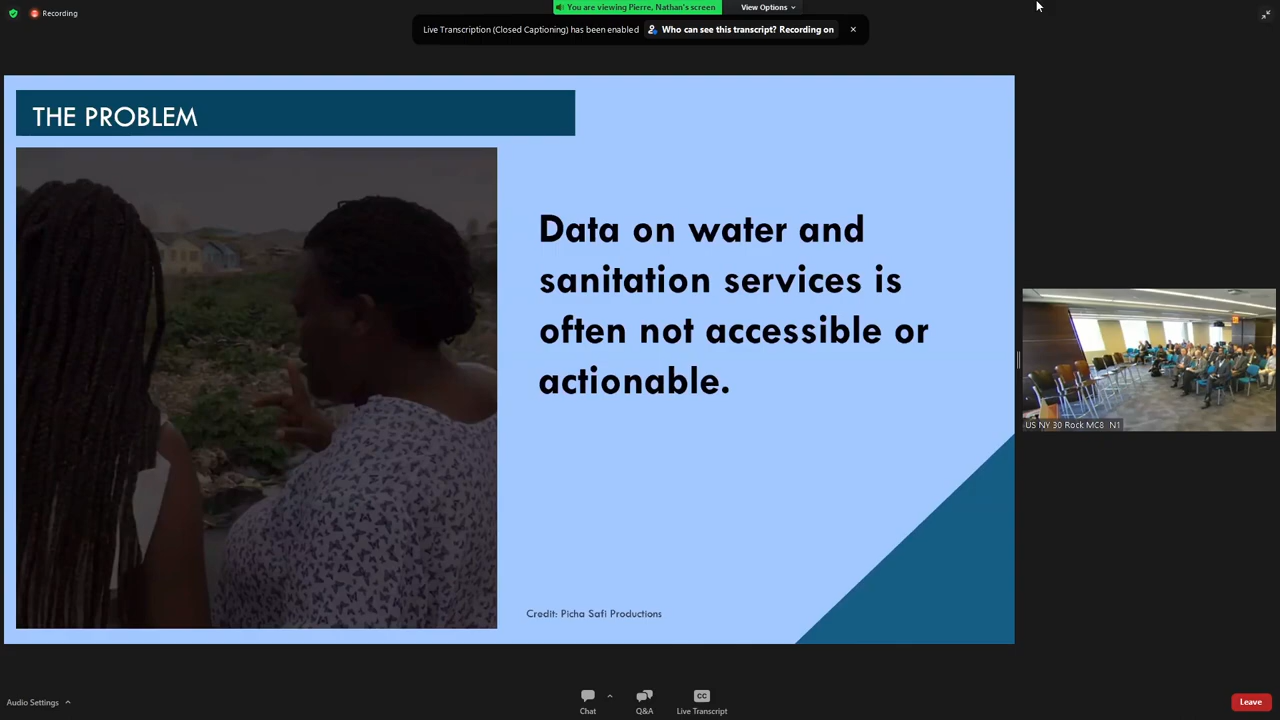 Recording
You are viewing Pierre, Nathan's screen
View Options
Live Transcription (Closed Captioning) has been enabled
Who can see this transcript? Recording on
THE PROBLEM
Data on water and
sanitation services is
often not accessible or
actionable.
US NY 30 Rock MC8 N1
Credit: Picha Safi Productions
Audio Settings
CC
Chat
Q&A
Live Transcript
Leave